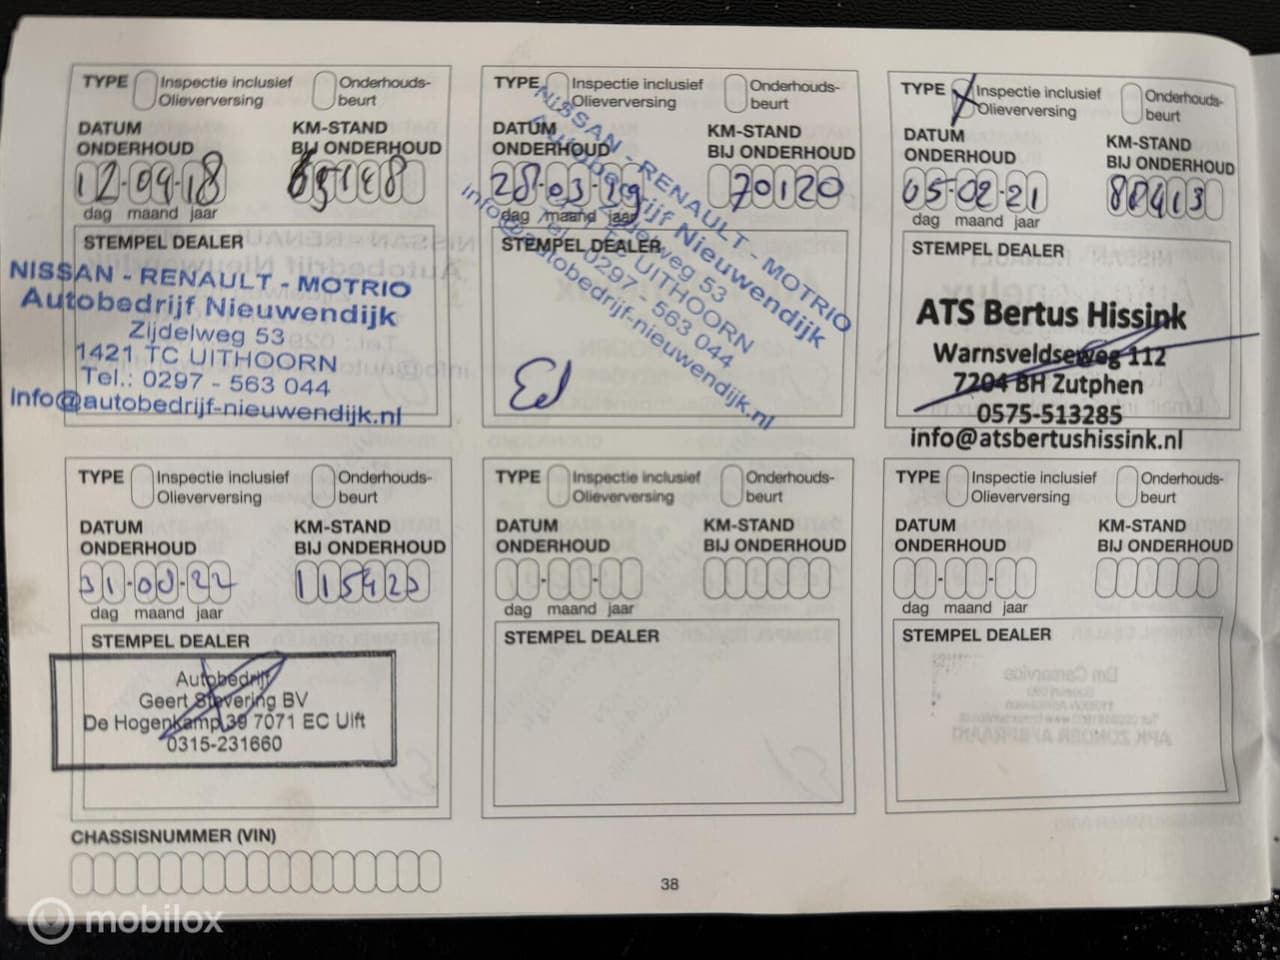 TYPE Inspectie inclusief Olieverversing Onderhouds-beurt
DATUM ONDERHOUD KM-STAND BIJ ONDERHOUD
12-09-18
dag maand jaar
STEMPEL DEALER
NISSAN - RENAULT - MOTRIO
Autobedrijf Nieuwendijk
Zijdelweg 53
1421 TC UITHOORN
Tel.: 0297 - 563 044
info@autobedrijf-nieuwendijk.nl
TYPE Inspectie inclusief Olieverversing Onderhouds-beurt
DATUM ONDERHOUD KM-STAND BIJ ONDERHOUD
28-03-19 70120
dag maand jaar
STEMPEL DEALER
NISSAN - RENAULT - MOTRIO
Autobedrijf Nieuwendijk
Zijdelweg 53
1421 TC UITHOORN
Tel.: 0297 - 563 044
info@autobedrijf-nieuwendijk.nl
TYPE Inspectie inclusief Olieverversing Onderhouds-beurt
DATUM ONDERHOUD KM-STAND BIJ ONDERHOUD
05-02-21
dag maand jaar
STEMPEL DEALER
ATS Bertus Hissink
Warnsveldseweg 112
7204 BH Zutphen
0575-513285
info@atsbertushissink.nl
TYPE Inspectie inclusief Olieverversing Onderhouds-beurt
DATUM ONDERHOUD KM-STAND BIJ ONDERHOUD
31-08-22 115423
dag maand jaar
STEMPEL DEALER
Autobedrijf
Geert Stevering BV
De Hogenkamp 39 7071 EC Ulft
0315-231660
TYPE Inspectie inclusief Olieverversing Onderhouds-beurt
DATUM ONDERHOUD KM-STAND BIJ ONDERHOUD
dag maand jaar
STEMPEL DEALER
TYPE Inspectie inclusief Olieverversing Onderhouds-beurt
DATUM ONDERHOUD KM-STAND BIJ ONDERHOUD
dag maand jaar
STEMPEL DEALER
CHASSISNUMMER (VIN)
38
mobilox